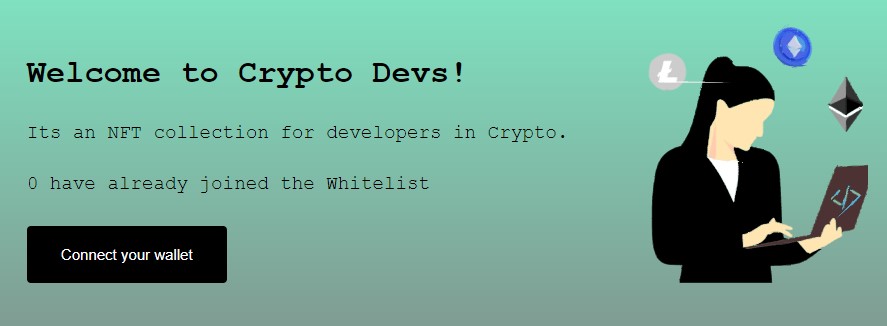 Welcome to Crypto Devs!
Its an NFT collection for developers in Crypto.
0 have already joined the Whitelist
Connect your wallet